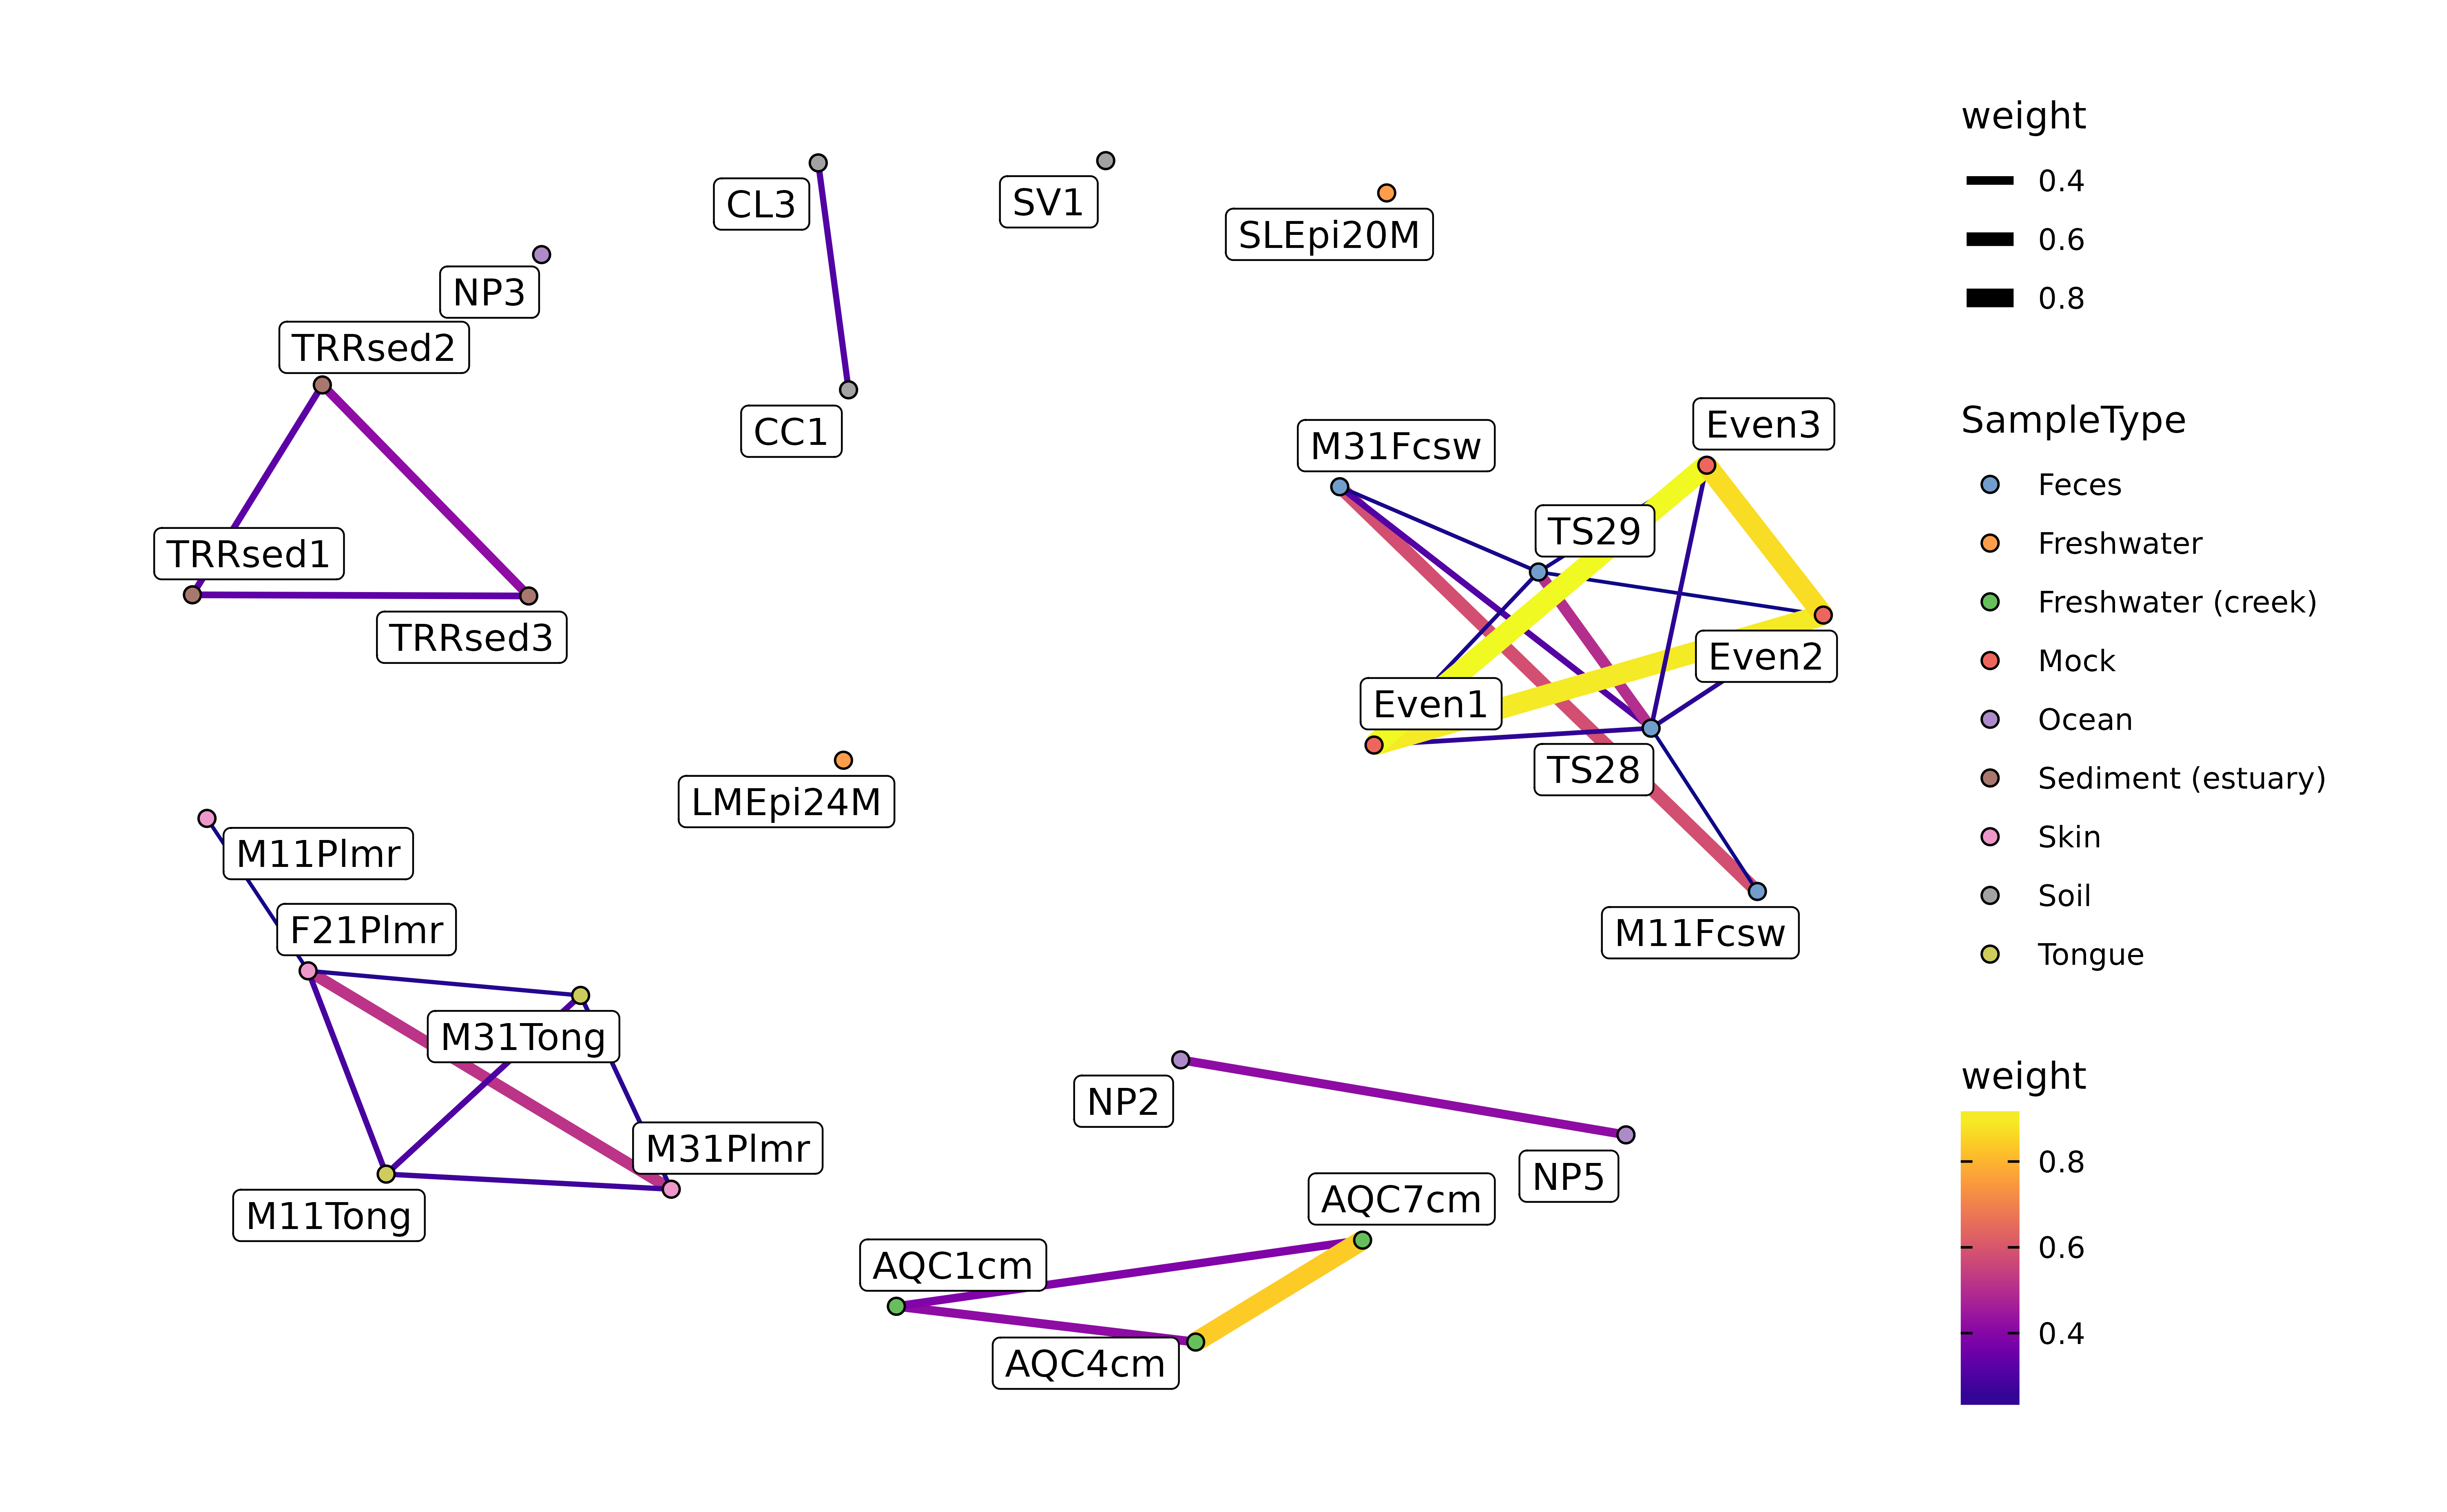 CL3
SV1
SLEpi20M
NP3
TRRsed2
CC1
M31Fcsw
Even3
TS29
TRRsed1
TRRsed3
Even2
Even1
TS28
LMEpi24M
M11Plmr
F21Plmr
M11Fcsw
M31Tong
NP2
M31Plmr
NP5
M11Tong
AQC7cm
AQC1cm
AQC4cm
weight
0.4
0.6
0.8
SampleType
Feces
Freshwater
Freshwater (creek)
Mock
Ocean
Sediment (estuary)
Skin
Soil
Tongue
weight
0.8
0.6
0.4